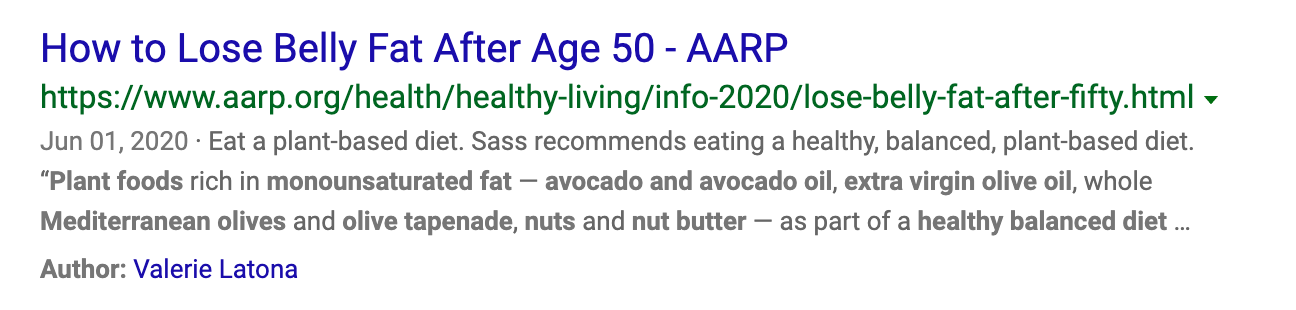 How to Lose Belly Fat After Age 50 - AARP
https://www.aarp.org/health/healthy-living/info-2020/lose-belly-fat-after-fifty.html
Jun 01, 2020 · Eat a plant-based diet. Sass recommends eating a healthy, balanced, plant-based diet.
“Plant foods rich in monounsaturated fat — avocado and avocado oil, extra virgin olive oil, whole
Mediterranean olives and olive tapenade, nuts and nut butter — as part of a healthy balanced diet ...
Author: Valerie Latona